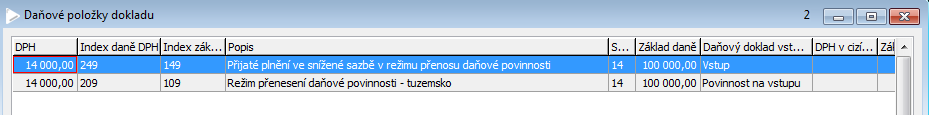 Daňové položky dokladu 2
DPH Index daně DPH Index zák... Popis S... Základ daně Daňový doklad vst... DPH v cizí... Zákl
14 000,00 249 149 Přijaté plnění ve snížené sazbě v režimu přenosu daňové povinnosti 14 100 000,00 Vstup
14 000,00 209 109 Režim přenesení daňové povinnosti - tuzemsko 14 100 000,00 Povinnost na vstupu